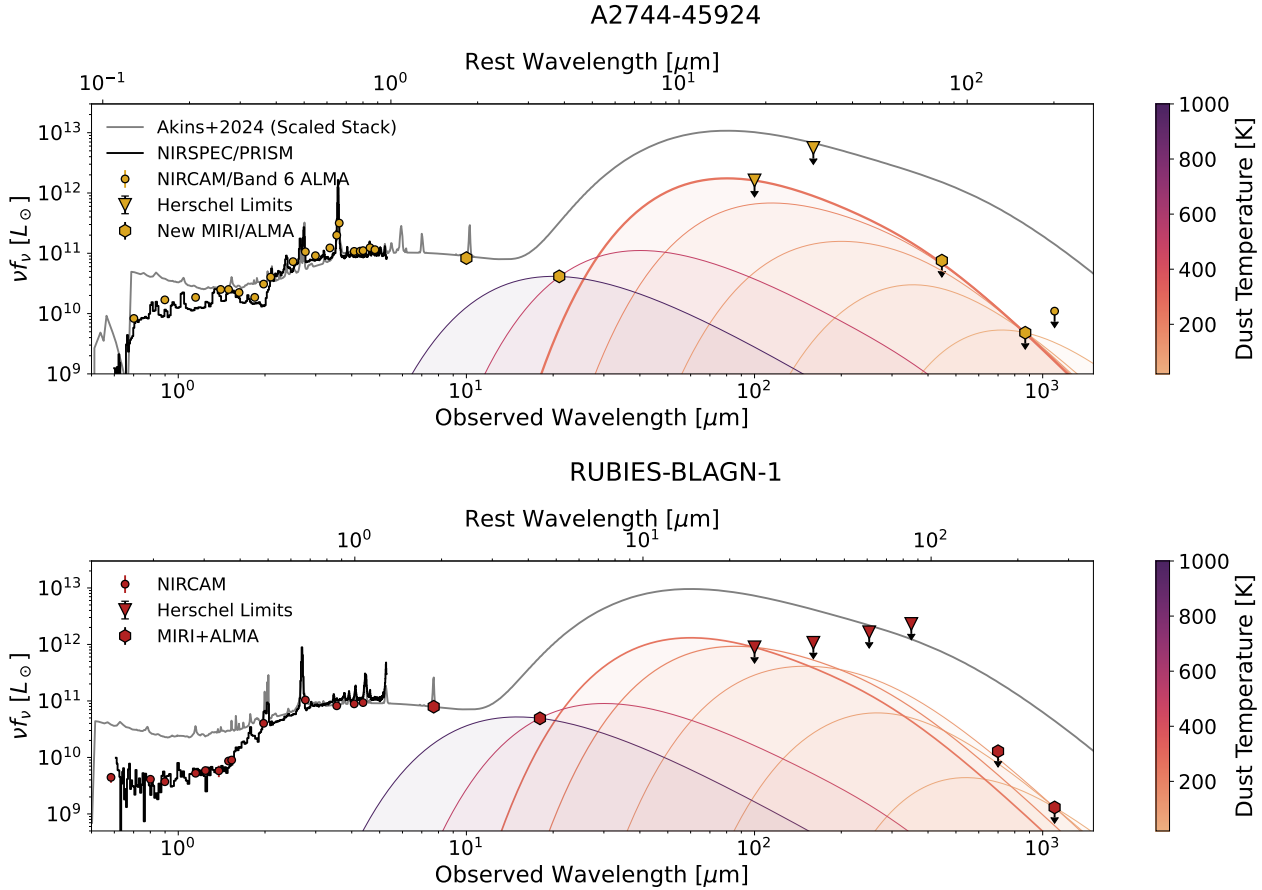 A2744-45924
Rest Wavelength [μm]
10⁻¹ 10⁰ 10¹ 10²
10¹³
10¹²
10¹¹
10¹⁰
10⁹
νfᵥ [L⊙]
Akins+2024 (Scaled Stack)
NIRSPEC/PRISM
NIRCAM/Band 6 ALMA
Herschel Limits
New MIRI/ALMA
10⁰ 10¹ 10² 10³
Observed Wavelength [μm]
1000
800
600
400
200
Dust Temperature [K]
RUBIES-BLAGN-1
Rest Wavelength [μm]
10⁰ 10¹ 10²
10¹³
10¹²
10¹¹
10¹⁰
10⁹
νfᵥ [L⊙]
NIRCAM
Herschel Limits
MIRI+ALMA
10⁰ 10¹ 10² 10³
Observed Wavelength [μm]
1000
800
600
400
200
Dust Temperature [K]